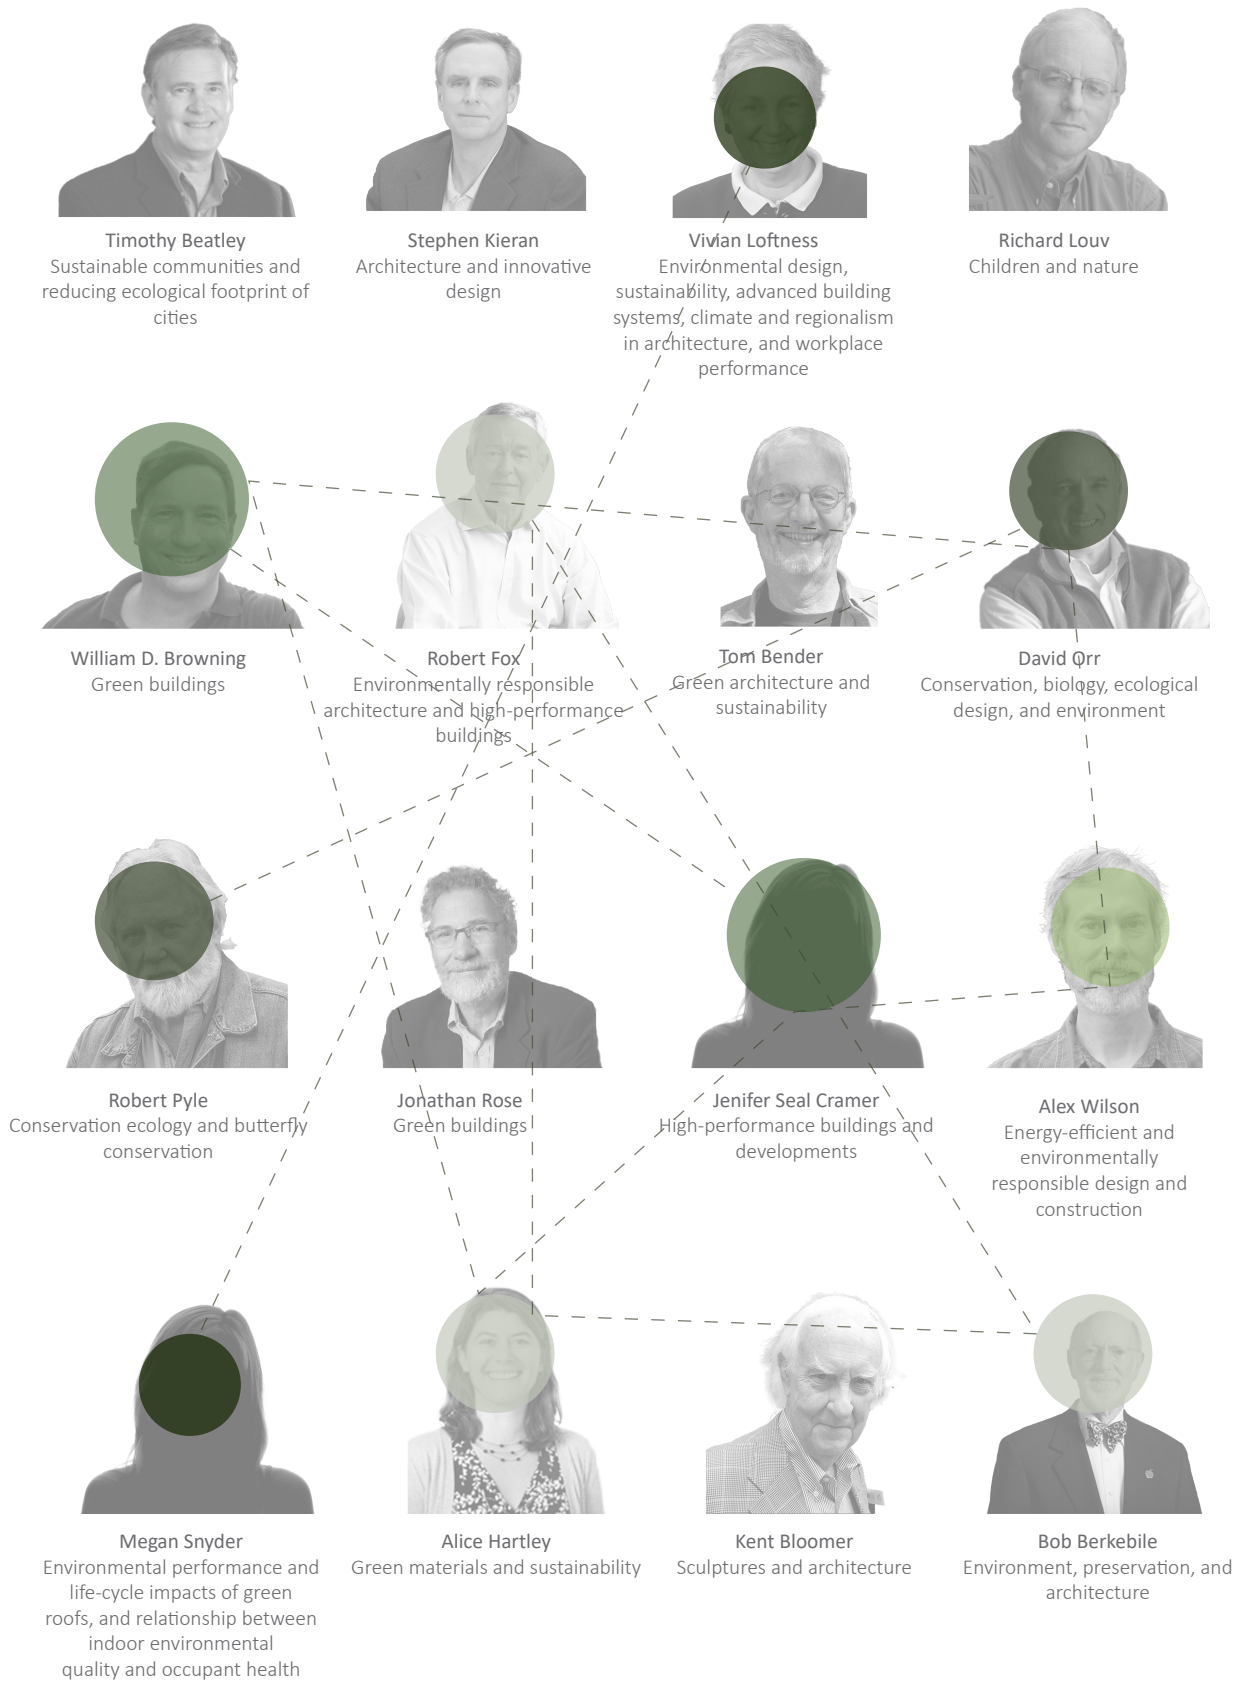 Timothy Beatley
Sustainable communities and
reducing ecological footprint of
cities
Stephen Kieran
Architecture and innovative
design
Vivian Loftness
Environmental design,
sustainability, advanced building
systems, climate and regionalism
in architecture, and workplace
performance
Richard Louv
Children and nature
William D. Browning
Green buildings
Robert Fox
Environmentally responsible
architecture and high-performance
buildings
Tom Bender
Green architecture and
sustainability
David Orr
Conservation, biology, ecological
design, and environment
Robert Pyle
Conservation ecology and butterfly
conservation
Jonathan Rose
Green buildings
Jenifer Seal Cramer
High-performance buildings and
developments
Alex Wilson
Energy-efficient and
environmentally
responsible design and
construction
Megan Snyder
Environmental performance and
life-cycle impacts of green
roofs, and relationship between
indoor environmental
quality and occupant health
Alice Hartley
Green materials and sustainability
Kent Bloomer
Sculptures and architecture
Bob Berkebile
Environment, preservation, and
architecture